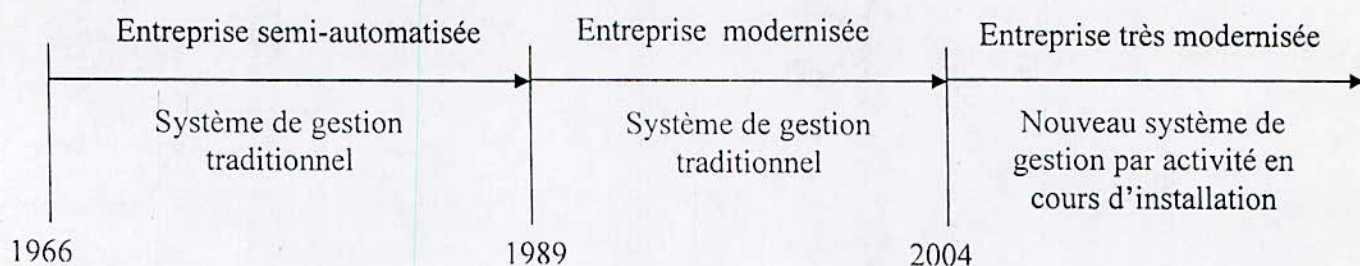 Entreprise semi-automatisée
Entreprise modernisée
Entreprise très modernisée
Système de gestion
traditionnel
Système de gestion
traditionnel
Nouveau système de
gestion par activité en
cours d'installation
1966
1989
2004